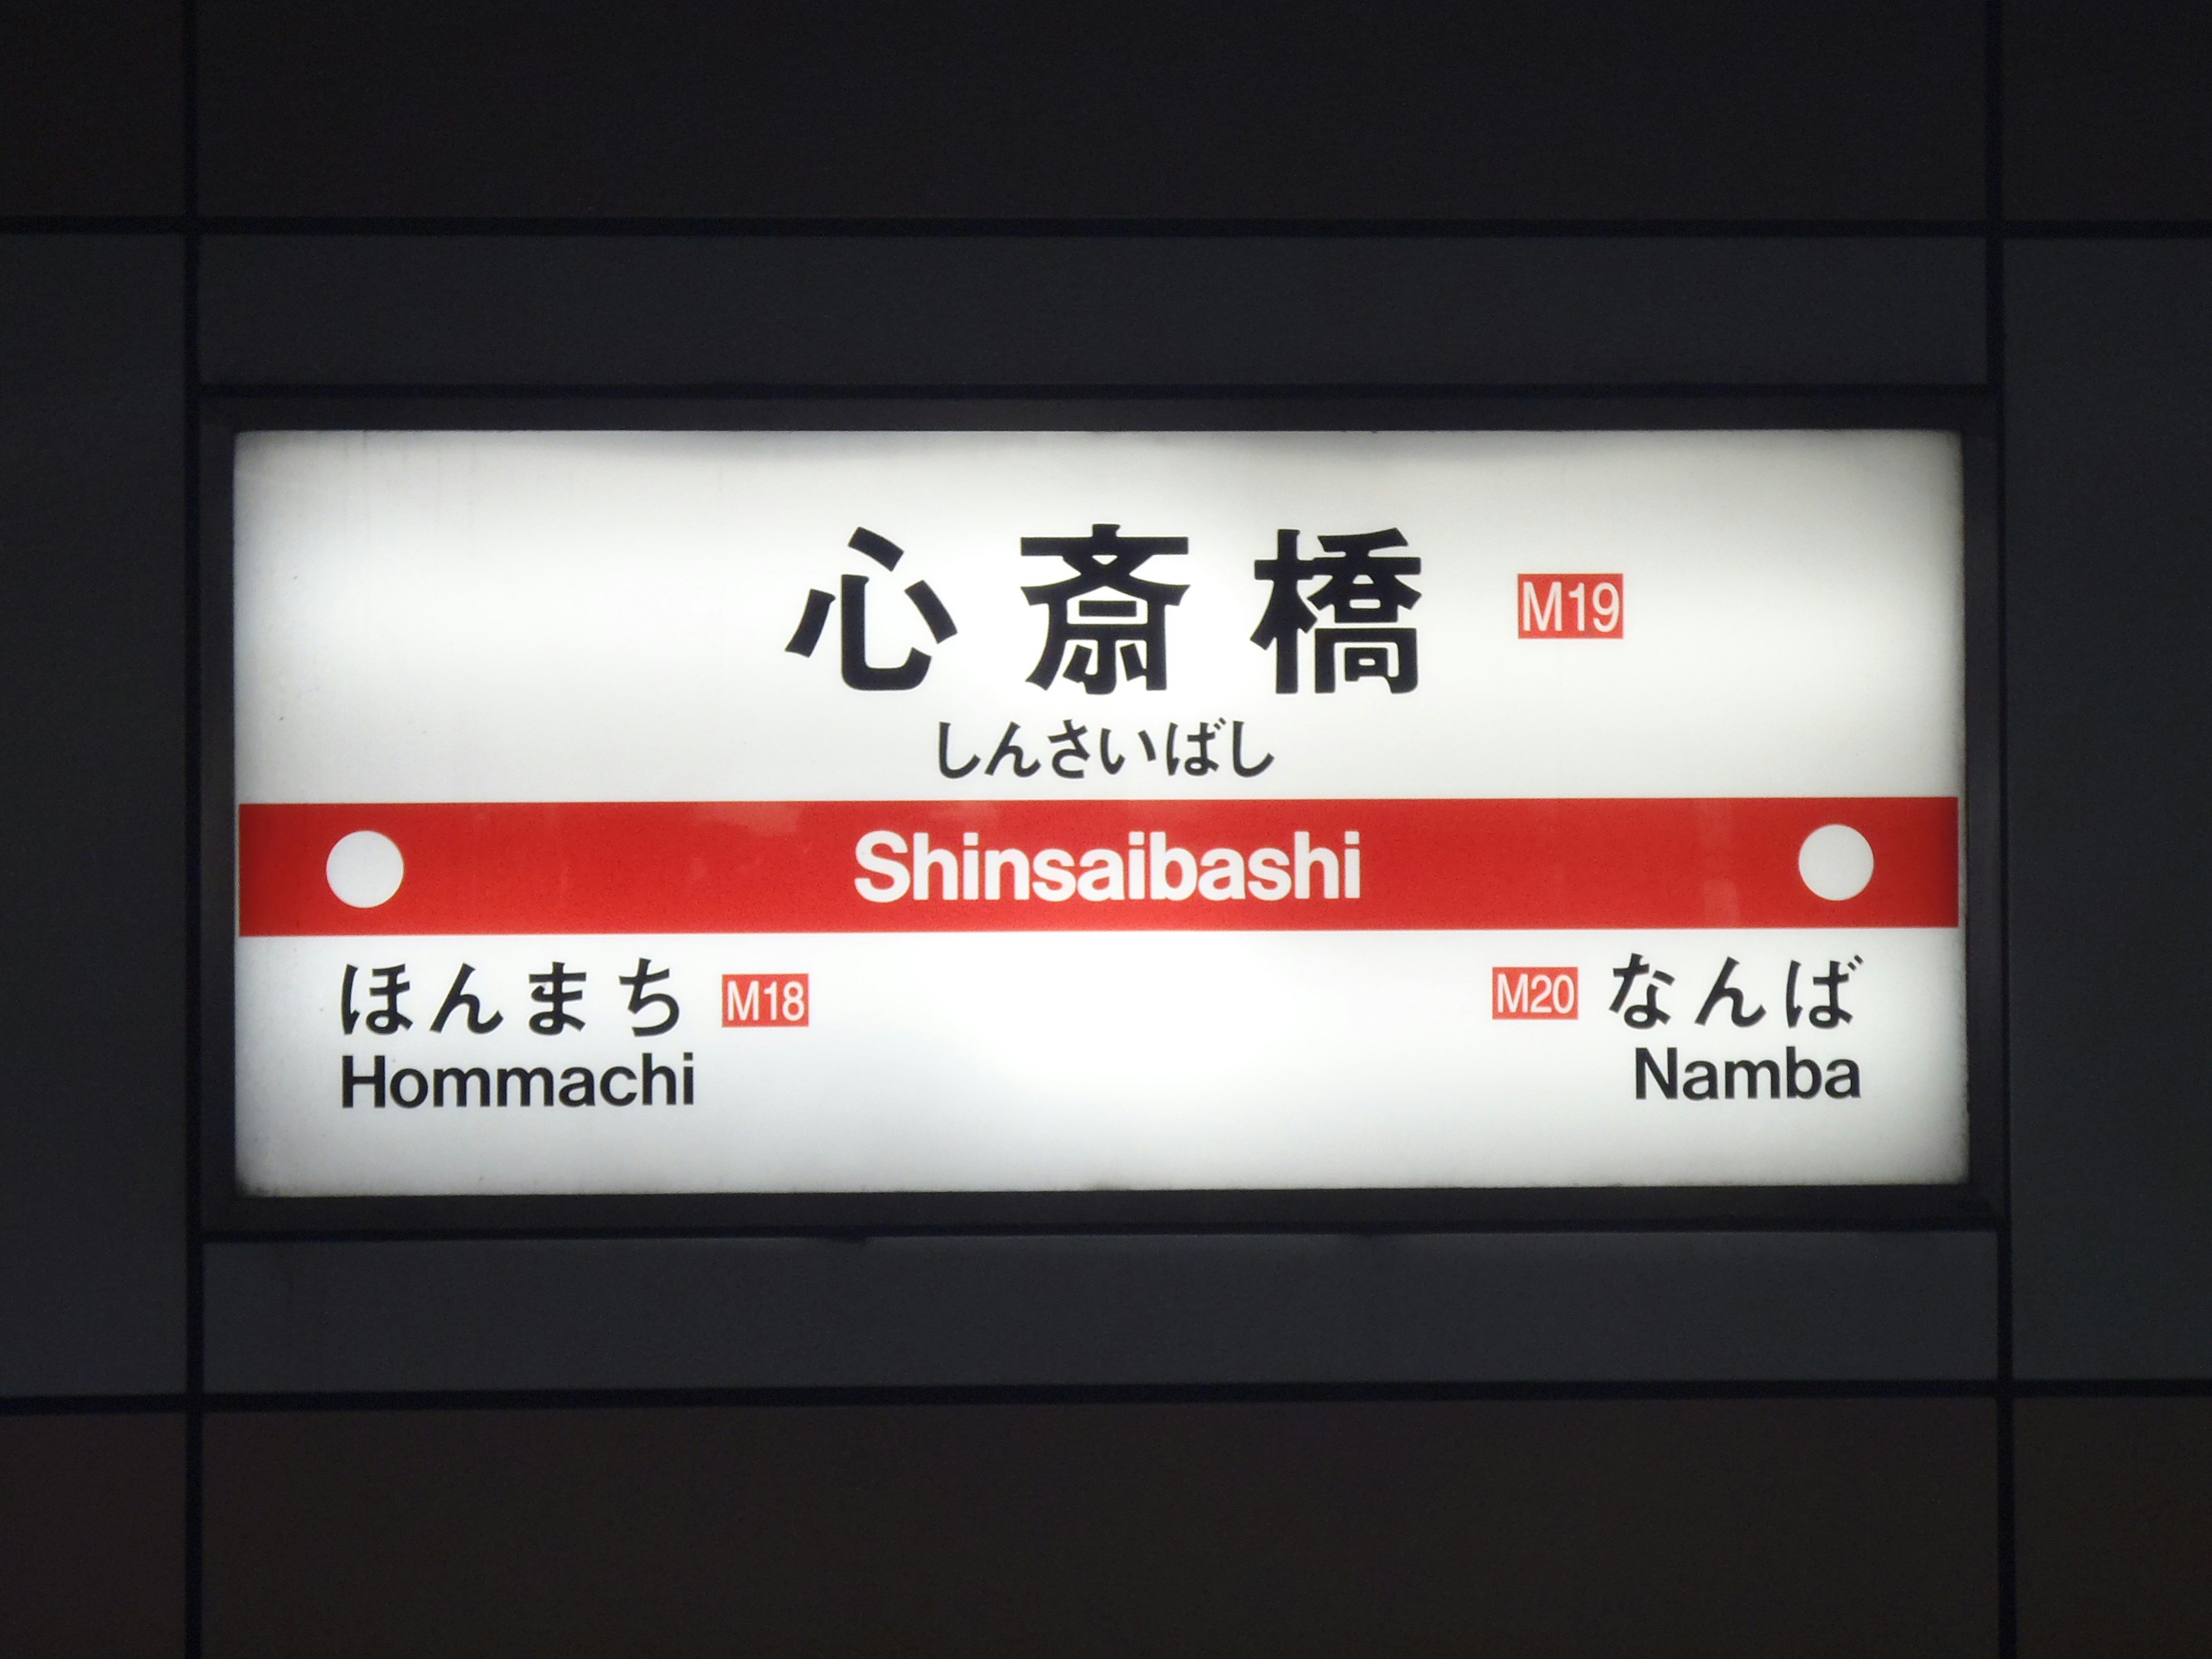 心斎橋 M19
しんさいばし
Shinsaibashi
ほんまち M18
Hommachi
M20 なんば
Namba